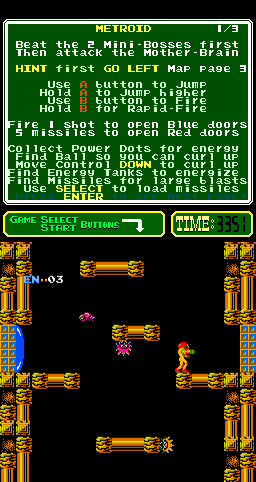 METROID 1/3
Beat the 2 Mini-Bosses first
Then attack the Mother-Brain
HINT first GO LEFT Map page 3
Use A button to Jump
Hold A to Jump higher
Use B button to Fire
Hold B for Rapid-Fire
Fire 1 shot to open Blue doors
5 missiles to open Red doors
Collect Power Dots for energy
Find Ball so you can curl up
Move Control DOWN to curl up
Find Energy Tanks to energize
Find Missiles for large blasts
Use SELECT to load missiles
ENTER
GAME SELECT
START BUTTONS
TIME: 3351
EN..03